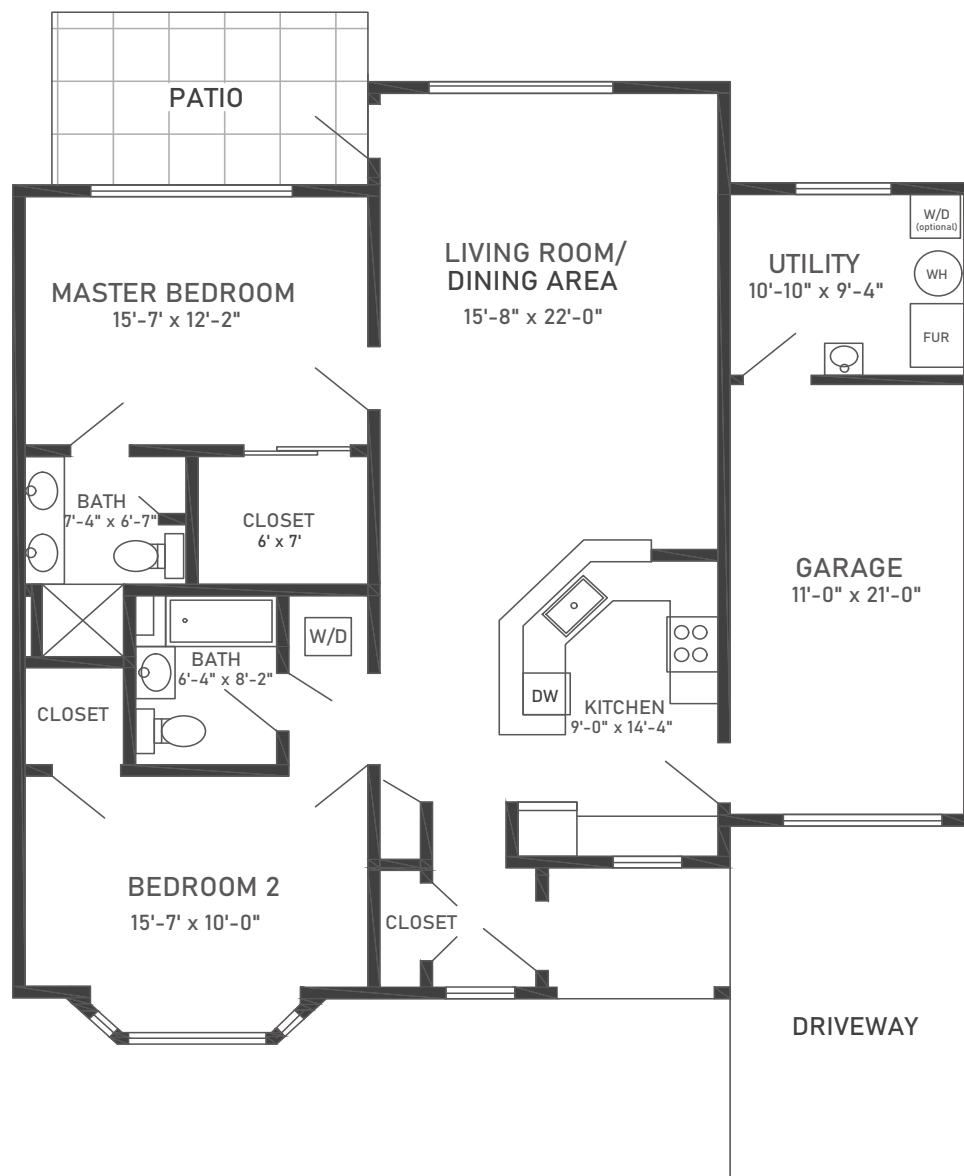 PATIO
LIVING ROOM/
DINING AREA
15'-8" x 22'-0"
MASTER BEDROOM
15'-7' x 12'-2"
W/D
(optional)
UTILITY
10'-10" x 9'-4"
WH
FUR
BATH
7'-4" x 6'-7"
CLOSET
6' x 7'
GARAGE
11'-0" x 21'-0"
W/D
BATH
6'-4" x 8'-2"
CLOSET
DW
KITCHEN
9'-0" x 14'-4"
BEDROOM 2
15'-7' x 10'-0"
CLOSET
DRIVEWAY